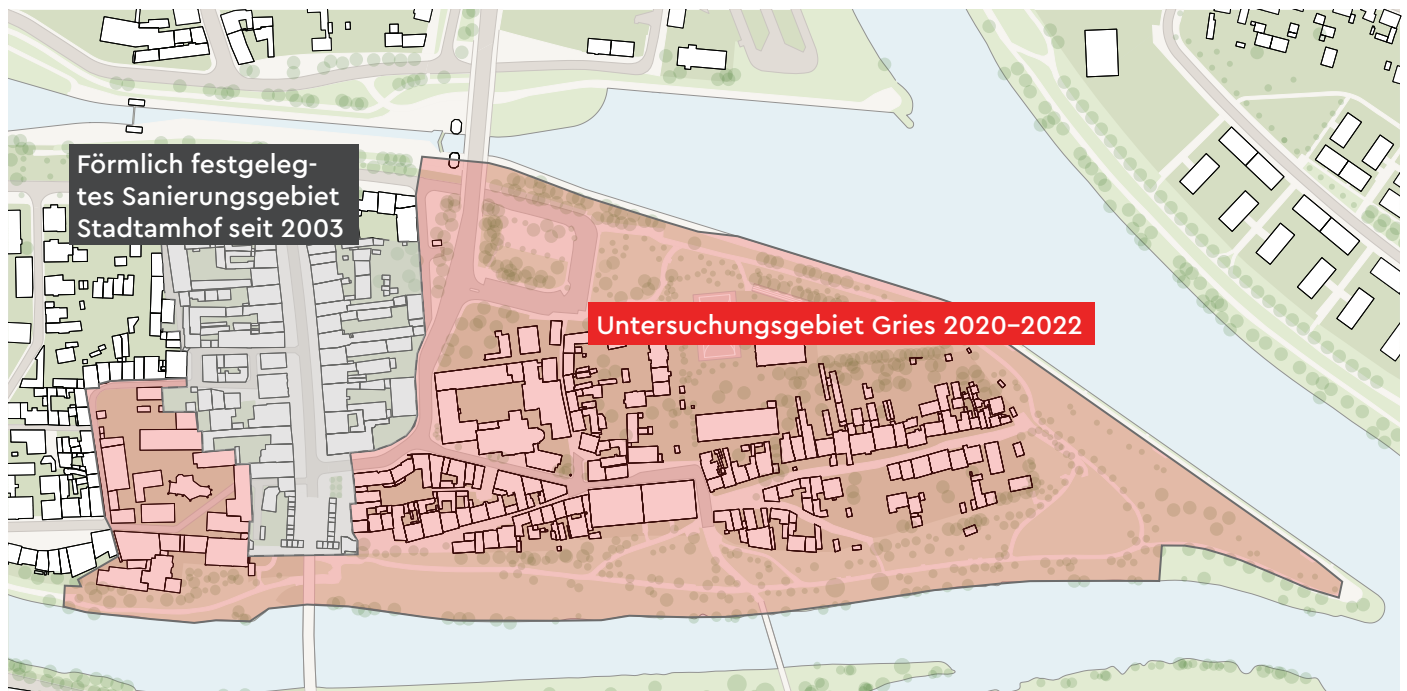 Förmlich festgeleg-
tes Sanierungsgebiet
Stadtamhof seit 2003
Untersuchungsgebiet Gries 2020–2022